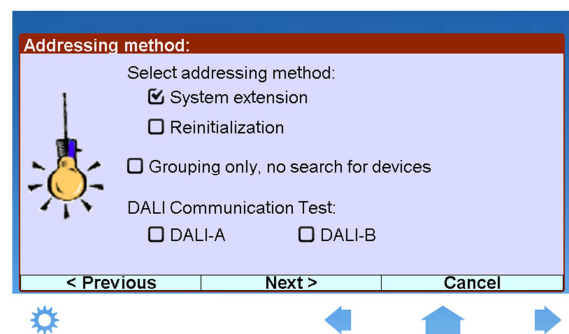 Addressing method:
Select addressing method:
System extension
Reinitialization
Grouping only, no search for devices
DALI Communication Test:
DALI-A DALI-B
< Previous Next > Cancel